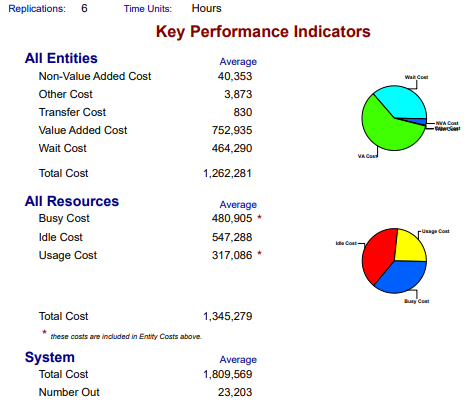 Replications: 6 Time Units: Hours
Key Performance Indicators
All Entities Average
Non-Value Added Cost 40,353
Other Cost 3,873
Transfer Cost 830
Value Added Cost 752,935
Wait Cost 464,290
Total Cost 1,262,281
Wait Cost
NVA Cost
VA Cost
All Resources Average
Busy Cost 480,905 *
Idle Cost 547,288
Usage Cost 317,086 *
Total Cost 1,345,279
* these costs are included in Entity Costs above.
Usage Cost
Idle Cost
Busy Cost
System Average
Total Cost 1,809,569
Number Out 23,203